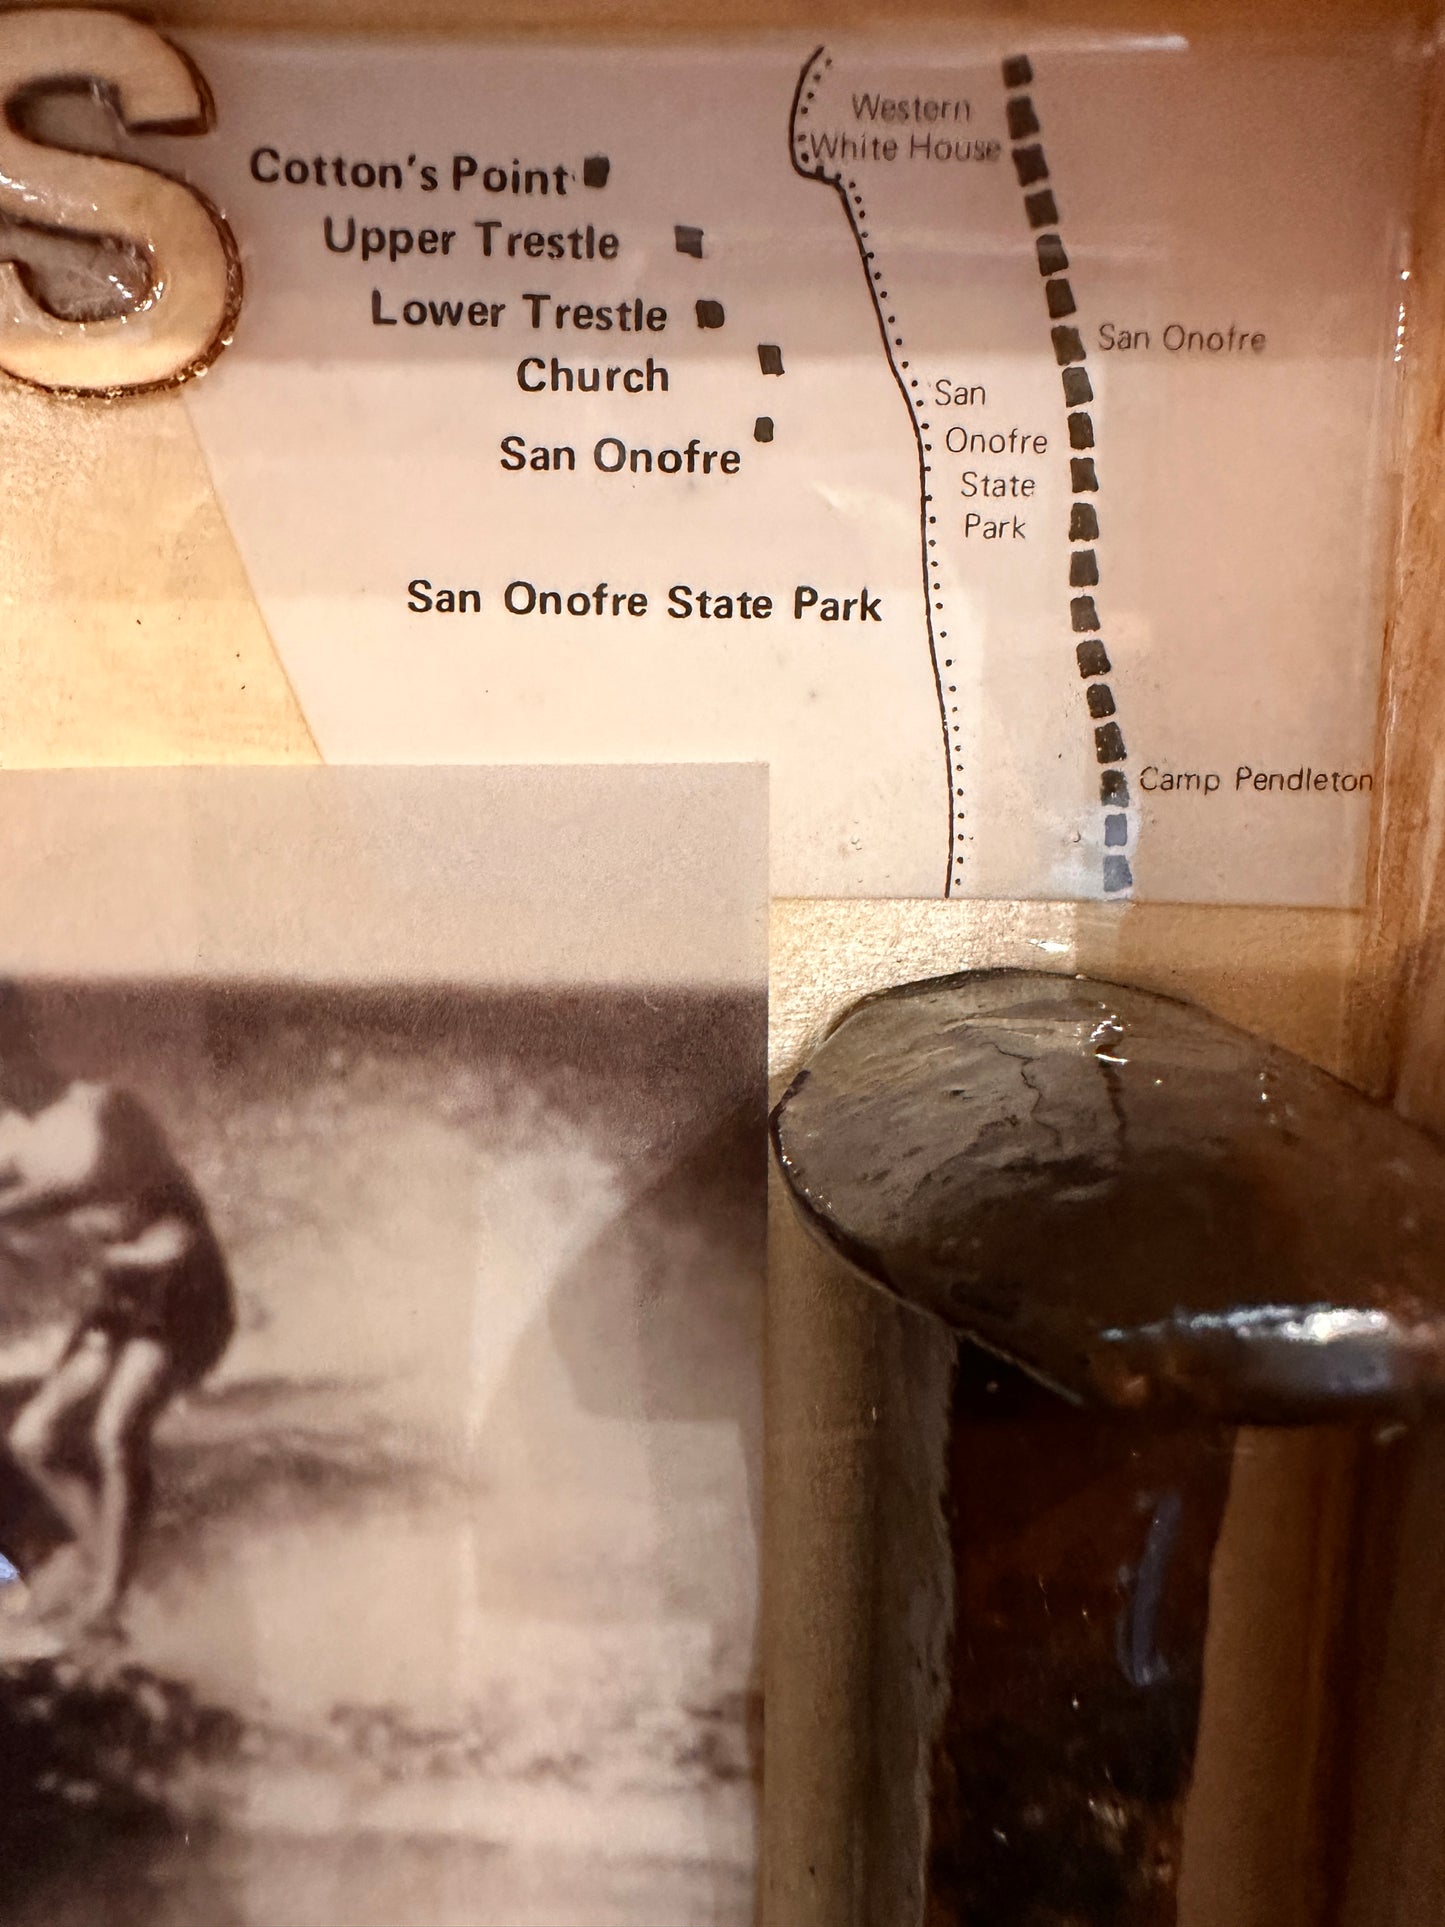 S
Western
White House
Cotton's Point
Upper Trestle
Lower Trestle
San Onofre
Church
San
Onofre
State
Park
San Onofre
San Onofre State Park
Camp Pendleton